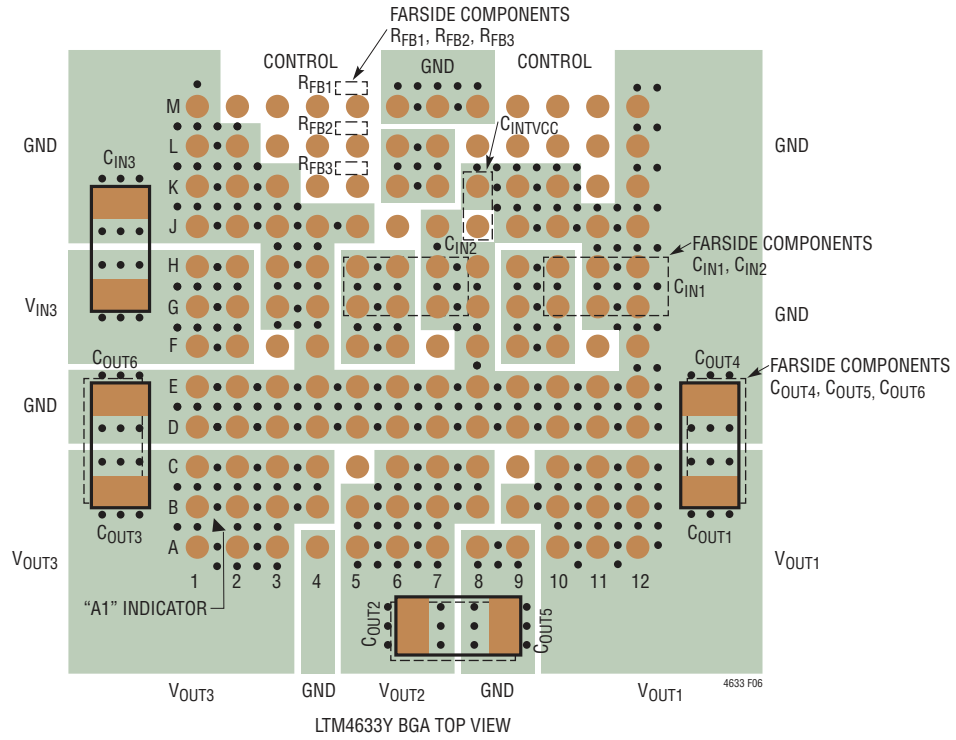 FARSIDE COMPONENTS
RFB1, RFB2, RFB3
CONTROL
GND
CONTROL
RFB1
M
CINTVCC
RFB2
GND
L
GND
CIN3
RFB3
K
J
CIN2
FARSIDE COMPONENTS
CIN1, CIN2
H
CIN1
VIN3
G
GND
F
COUT6
COUT4
FARSIDE COMPONENTS
COUT4, COUT5, COUT6
E
GND
D
C
B
COUT3
COUT1
A
VOUT3
VOUT1
1 2 3 4 5 6 7 8 9 10 11 12
"A1" INDICATOR
COUT2
COUT5
4633 F06
VOUT3
GND
VOUT2
GND
VOUT1
LTM4633Y BGA TOP VIEW